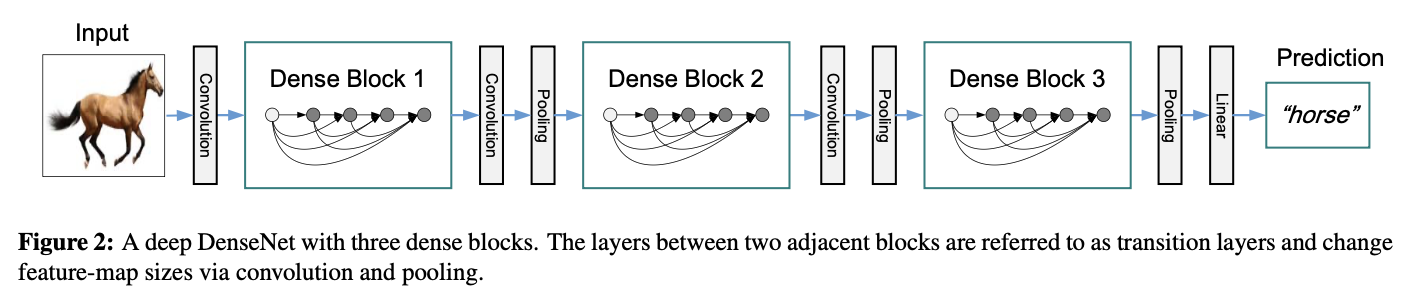 Input
Convolution
Dense Block 1
Convolution
Pooling
Dense Block 2
Convolution
Pooling
Dense Block 3
Pooling
Linear
Prediction
“horse”
Figure 2: A deep DenseNet with three dense blocks. The layers between two adjacent blocks are referred to as transition layers and change
feature-map sizes via convolution and pooling.